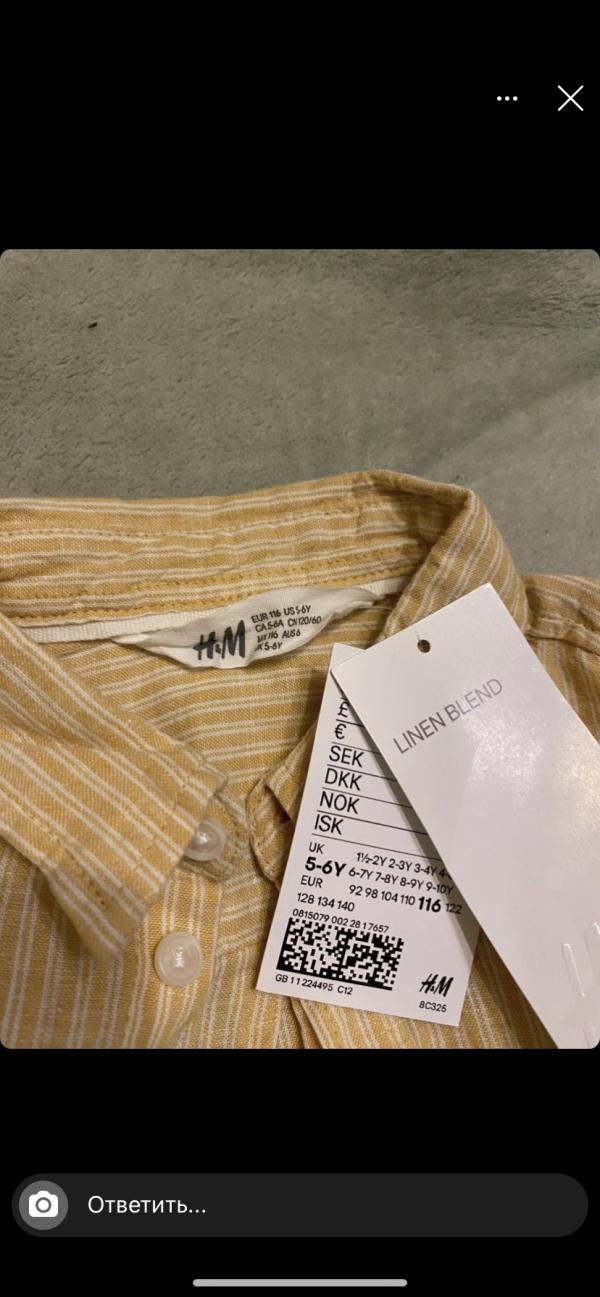 H&M
EUR 116 US 5-6Y
CA 5-6A CN 120/60
116 AUS 6
5-6Y
LINEN BLEND
£
€
SEK
DKK
NOK
ISK
UK
1½-2Y 2-3Y 3-4Y
5-6Y 6-7Y 7-8Y 8-9Y 9-10Y
EUR
92 98 104 110 116 122
128 134 140
0815079 002 28 1 7657
GB 11 224495 C12
H&M
8C325
Ответить...